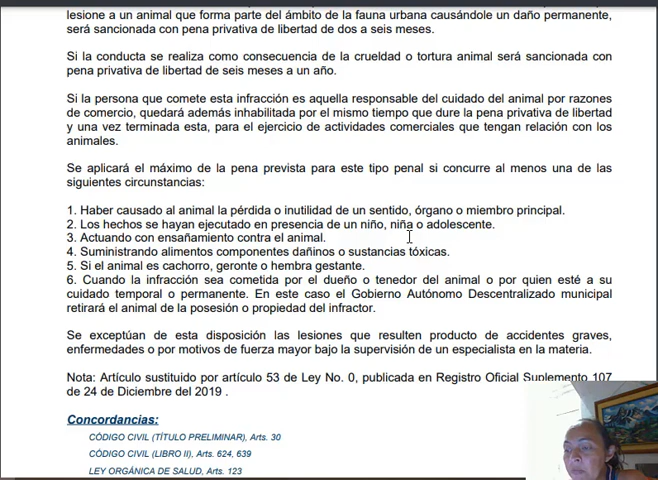 lesione a un animal que forma parte del ámbito de la fauna urbana causándole un daño permanente,
será sancionada con pena privativa de libertad de dos a seis meses.
Si la conducta se realiza como consecuencia de la crueldad o tortura animal será sancionada con
pena privativa de libertad de seis meses a un año.
Si la persona que comete esta infracción es aquella responsable del cuidado del animal por razones
de comercio, quedará además inhabilitada por el mismo tiempo que dure la pena privativa de libertad
y una vez terminada esta, para el ejercicio de actividades comerciales que tengan relación con los
animales.
Se aplicará el máximo de la pena prevista para este tipo penal si concurre al menos una de las
siguientes circunstancias:
1. Haber causado al animal la pérdida o inutilidad de un sentido, órgano o miembro principal.
2. Los hechos se hayan ejecutado en presencia de un niño, niña o adolescente.
3. Actuando con ensañamiento contra el animal.
4. Suministrando alimentos componentes dañinos o sustancias tóxicas.
5. Si el animal es cachorro, geronte o hembra gestante.
6. Cuando la infracción sea cometida por el dueño o tenedor del animal o por quien esté a su
cuidado temporal o permanente. En este caso el Gobierno Autónomo Descentralizado municipal
retirará el animal de la posesión o propiedad del infractor.
Se exceptúan de esta disposición las lesiones que resulten producto de accidentes graves,
enfermedades o por motivos de fuerza mayor bajo la supervisión de un especialista en la materia.
Nota: Artículo sustituido por artículo 53 de Ley No. 0, publicada en Registro Oficial Suplemento 107
de 24 de Diciembre del 2019 .
Concordancias:
CÓDIGO CIVIL (TÍTULO PRELIMINAR), Arts. 30
CÓDIGO CIVIL (LIBRO II), Arts. 624, 639
LEY ORGÁNICA DE SALUD, Arts. 123